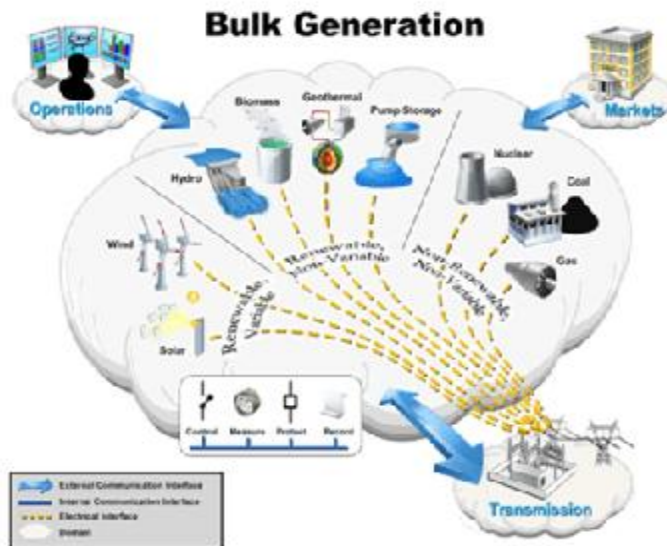 Bulk Generation
Operations
Markets
Biomass
Geothermal
Pump-Storage
Hydro
Nuclear
Coal
Wind
Gas
Renewable,
Non-Variable
Non-Renewable,
Non-Variable
Renewable,
Variable
Solar
Control
Measure
Protect
Record
Transmission
External Communication Interface
Internal Communication Interface
Electrical Interface
Domain